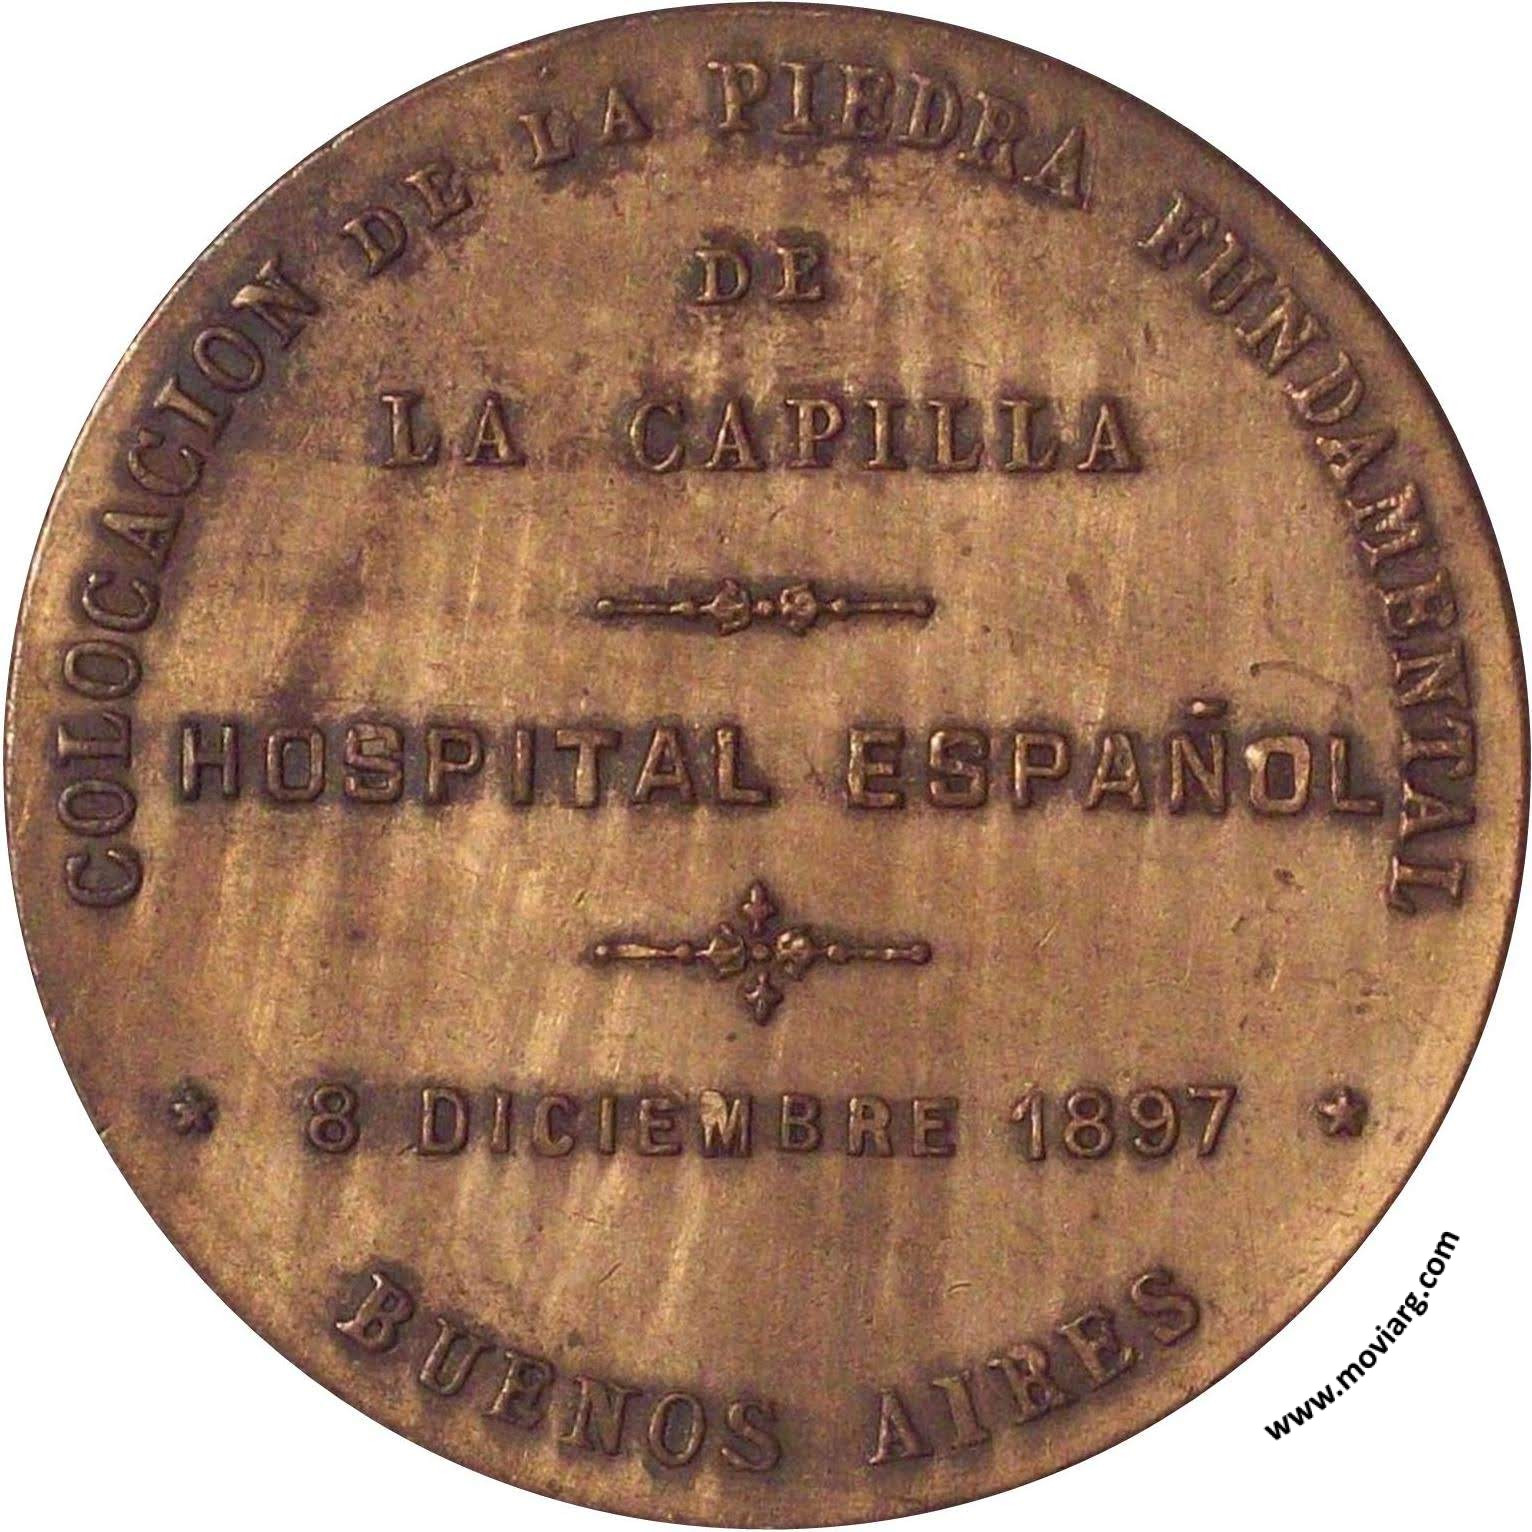 COLOCACION DE LA PIEDRA FUNDAMENTAL
DE
LA CAPILLA
HOSPITAL ESPAÑOL
8 DICIEMBRE 1897
BUENOS AIRES
www.moviarg.com